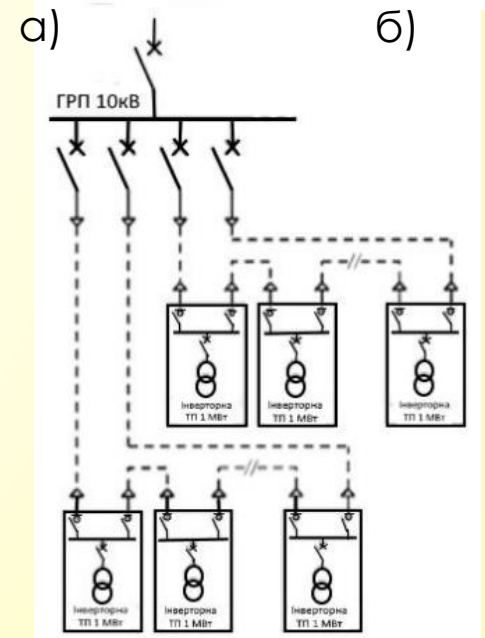 а)
б)
ГРП 10кВ
Інверторна
ТП 1 МВт
Інверторна
ТП 1 МВт
Інверторна
ТП 1 МВт
Інверторна
ТП 1 МВт
Інверторна
ТП 1 МВт
Інверторна
ТП 1 МВт